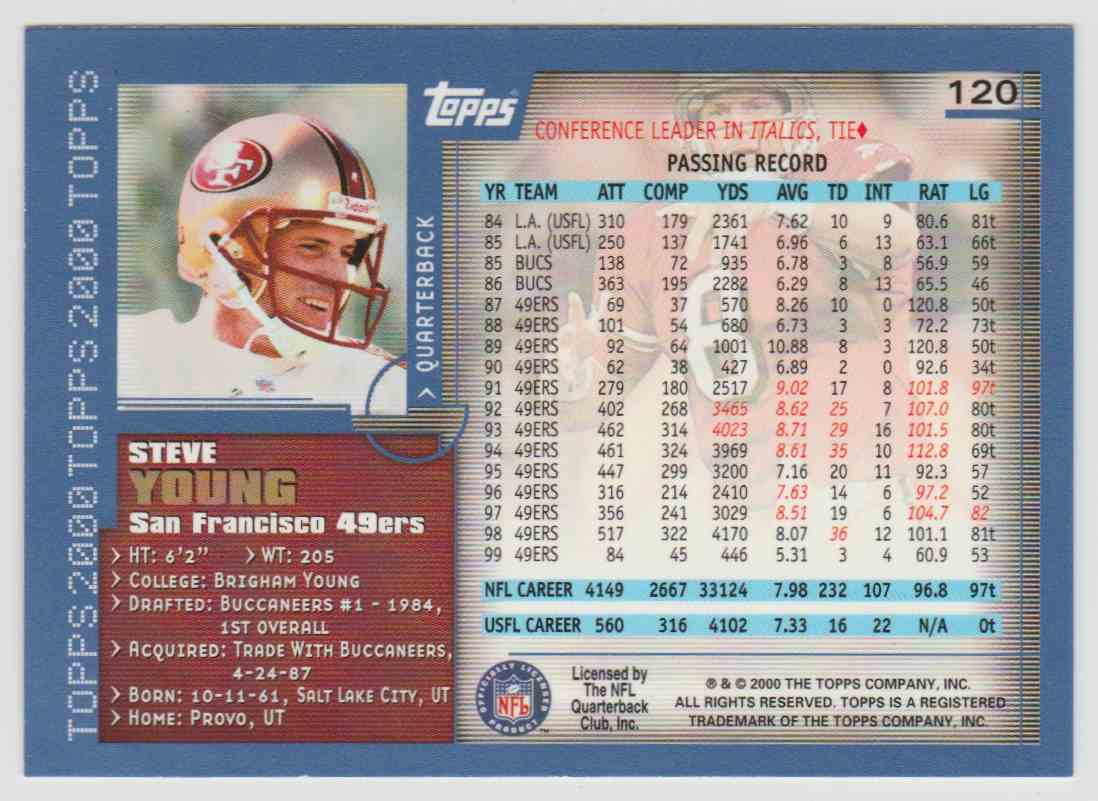 TOPPS 2000 TOPPS 2000 TOPPS 2000 TOPPS
Riddell
QUARTERBACK
Topps
120
CONFERENCE LEADER IN ITALICS, TIE♦
PASSING RECORD
YR TEAM ATT COMP YDS AVG TD INT RAT LG
84 L.A. (USFL) 310 179 2361 7.62 10 9 80.6 81t
85 L.A. (USFL) 250 137 1741 6.96 6 13 63.1 66t
85 BUCS 138 72 935 6.78 3 8 56.9 59
86 BUCS 363 195 2282 6.29 8 13 65.5 46
87 49ERS 69 37 570 8.26 10 0 120.8 50t
88 49ERS 101 54 680 6.73 3 3 72.2 73t
89 49ERS 92 64 1001 10.88 8 3 120.8 50t
90 49ERS 62 38 427 6.89 2 0 92.6 34t
91 49ERS 279 180 2517 9.02 17 8 101.8 97t
92 49ERS 402 268 3465 8.62 25 7 107.0 80t
93 49ERS 462 314 4023 8.71 29 16 101.5 80t
94 49ERS 461 324 3969 8.61 35 10 112.8 69t
95 49ERS 447 299 3200 7.16 20 11 92.3 57
96 49ERS 316 214 2410 7.63 14 6 97.2 52
97 49ERS 356 241 3029 8.51 19 6 104.7 82
98 49ERS 517 322 4170 8.07 36 12 101.1 81t
99 49ERS 84 45 446 5.31 3 4 60.9 53
NFL CAREER 4149 2667 33124 7.98 232 107 96.8 97t
USFL CAREER 560 316 4102 7.33 16 22 N/A 0t
STEVE
YOUNG
San Francisco 49ers
> HT: 6'2" > WT: 205
> COLLEGE: BRIGHAM YOUNG
> DRAFTED: BUCCANEERS #1 - 1984,
1ST OVERALL
> ACQUIRED: TRADE WITH BUCCANEERS,
4-24-87
> BORN: 10-11-61, SALT LAKE CITY, UT
> HOME: PROVO, UT
OFFICIALLY LICENSED
NFL
PRODUCT ™
Licensed by
The NFL
Quarterback
Club, Inc.
® & © 2000 THE TOPPS COMPANY, INC.
ALL RIGHTS RESERVED. TOPPS IS A REGISTERED
TRADEMARK OF THE TOPPS COMPANY, INC.